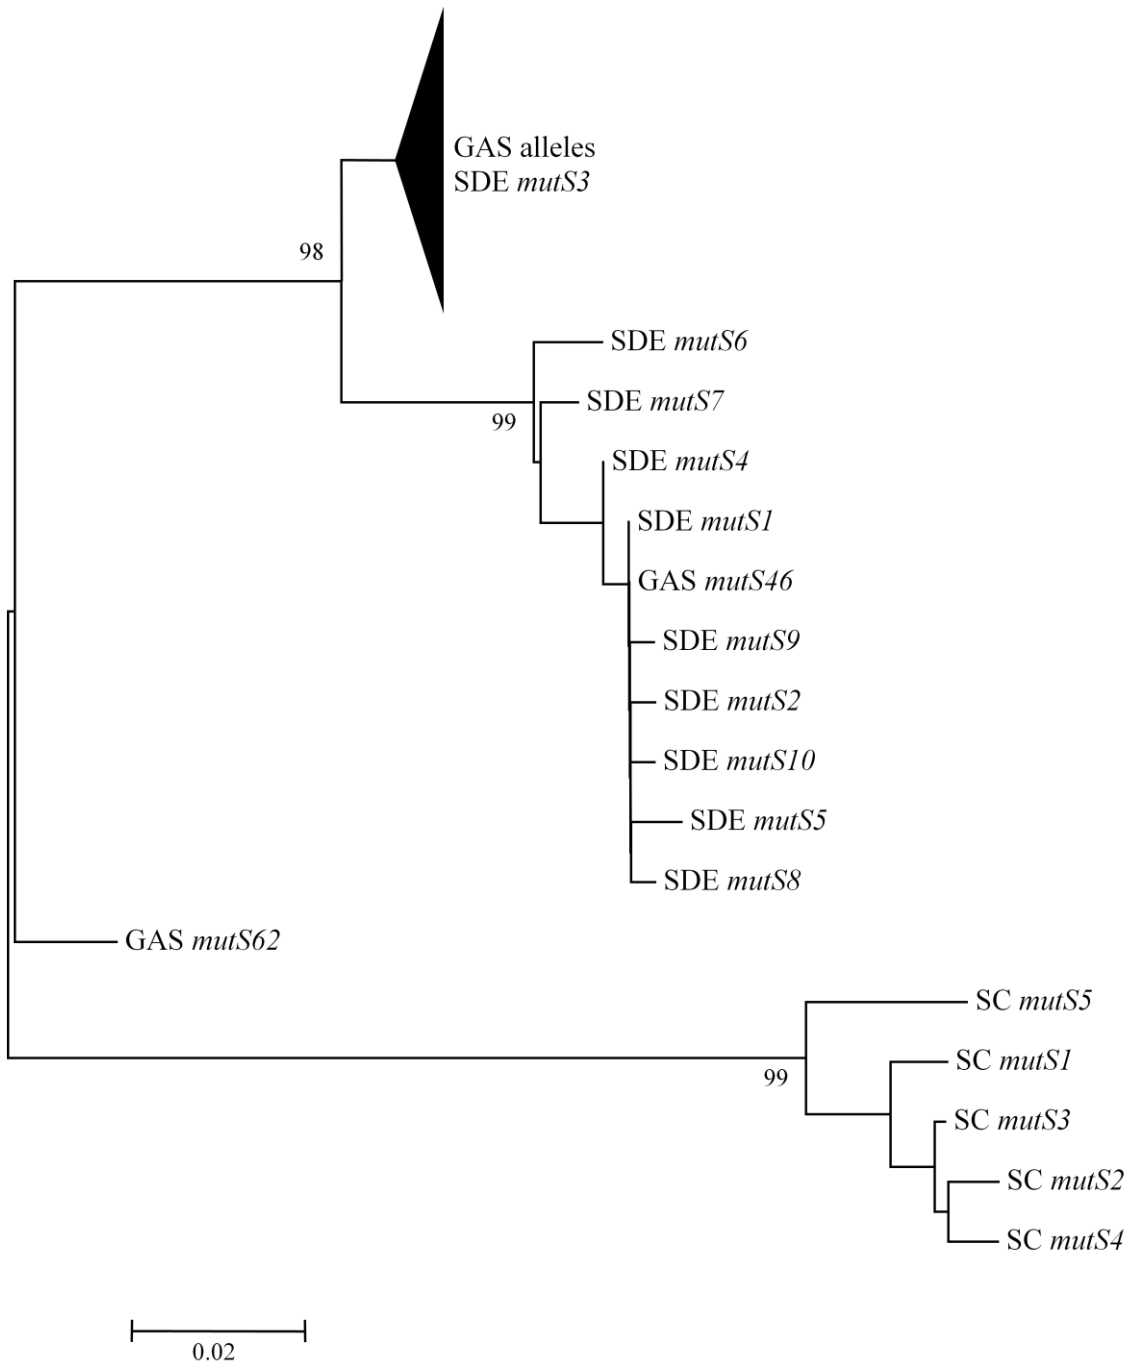 GAS alleles
SDE mutS3
98
SDE mutS6
SDE mutS7
99
SDE mutS4
SDE mutS1
GAS mutS46
SDE mutS9
SDE mutS2
SDE mutS10
SDE mutS5
SDE mutS8
GAS mutS62
SC mutS5
SC mutS1
99
SC mutS3
SC mutS2
SC mutS4
0.02